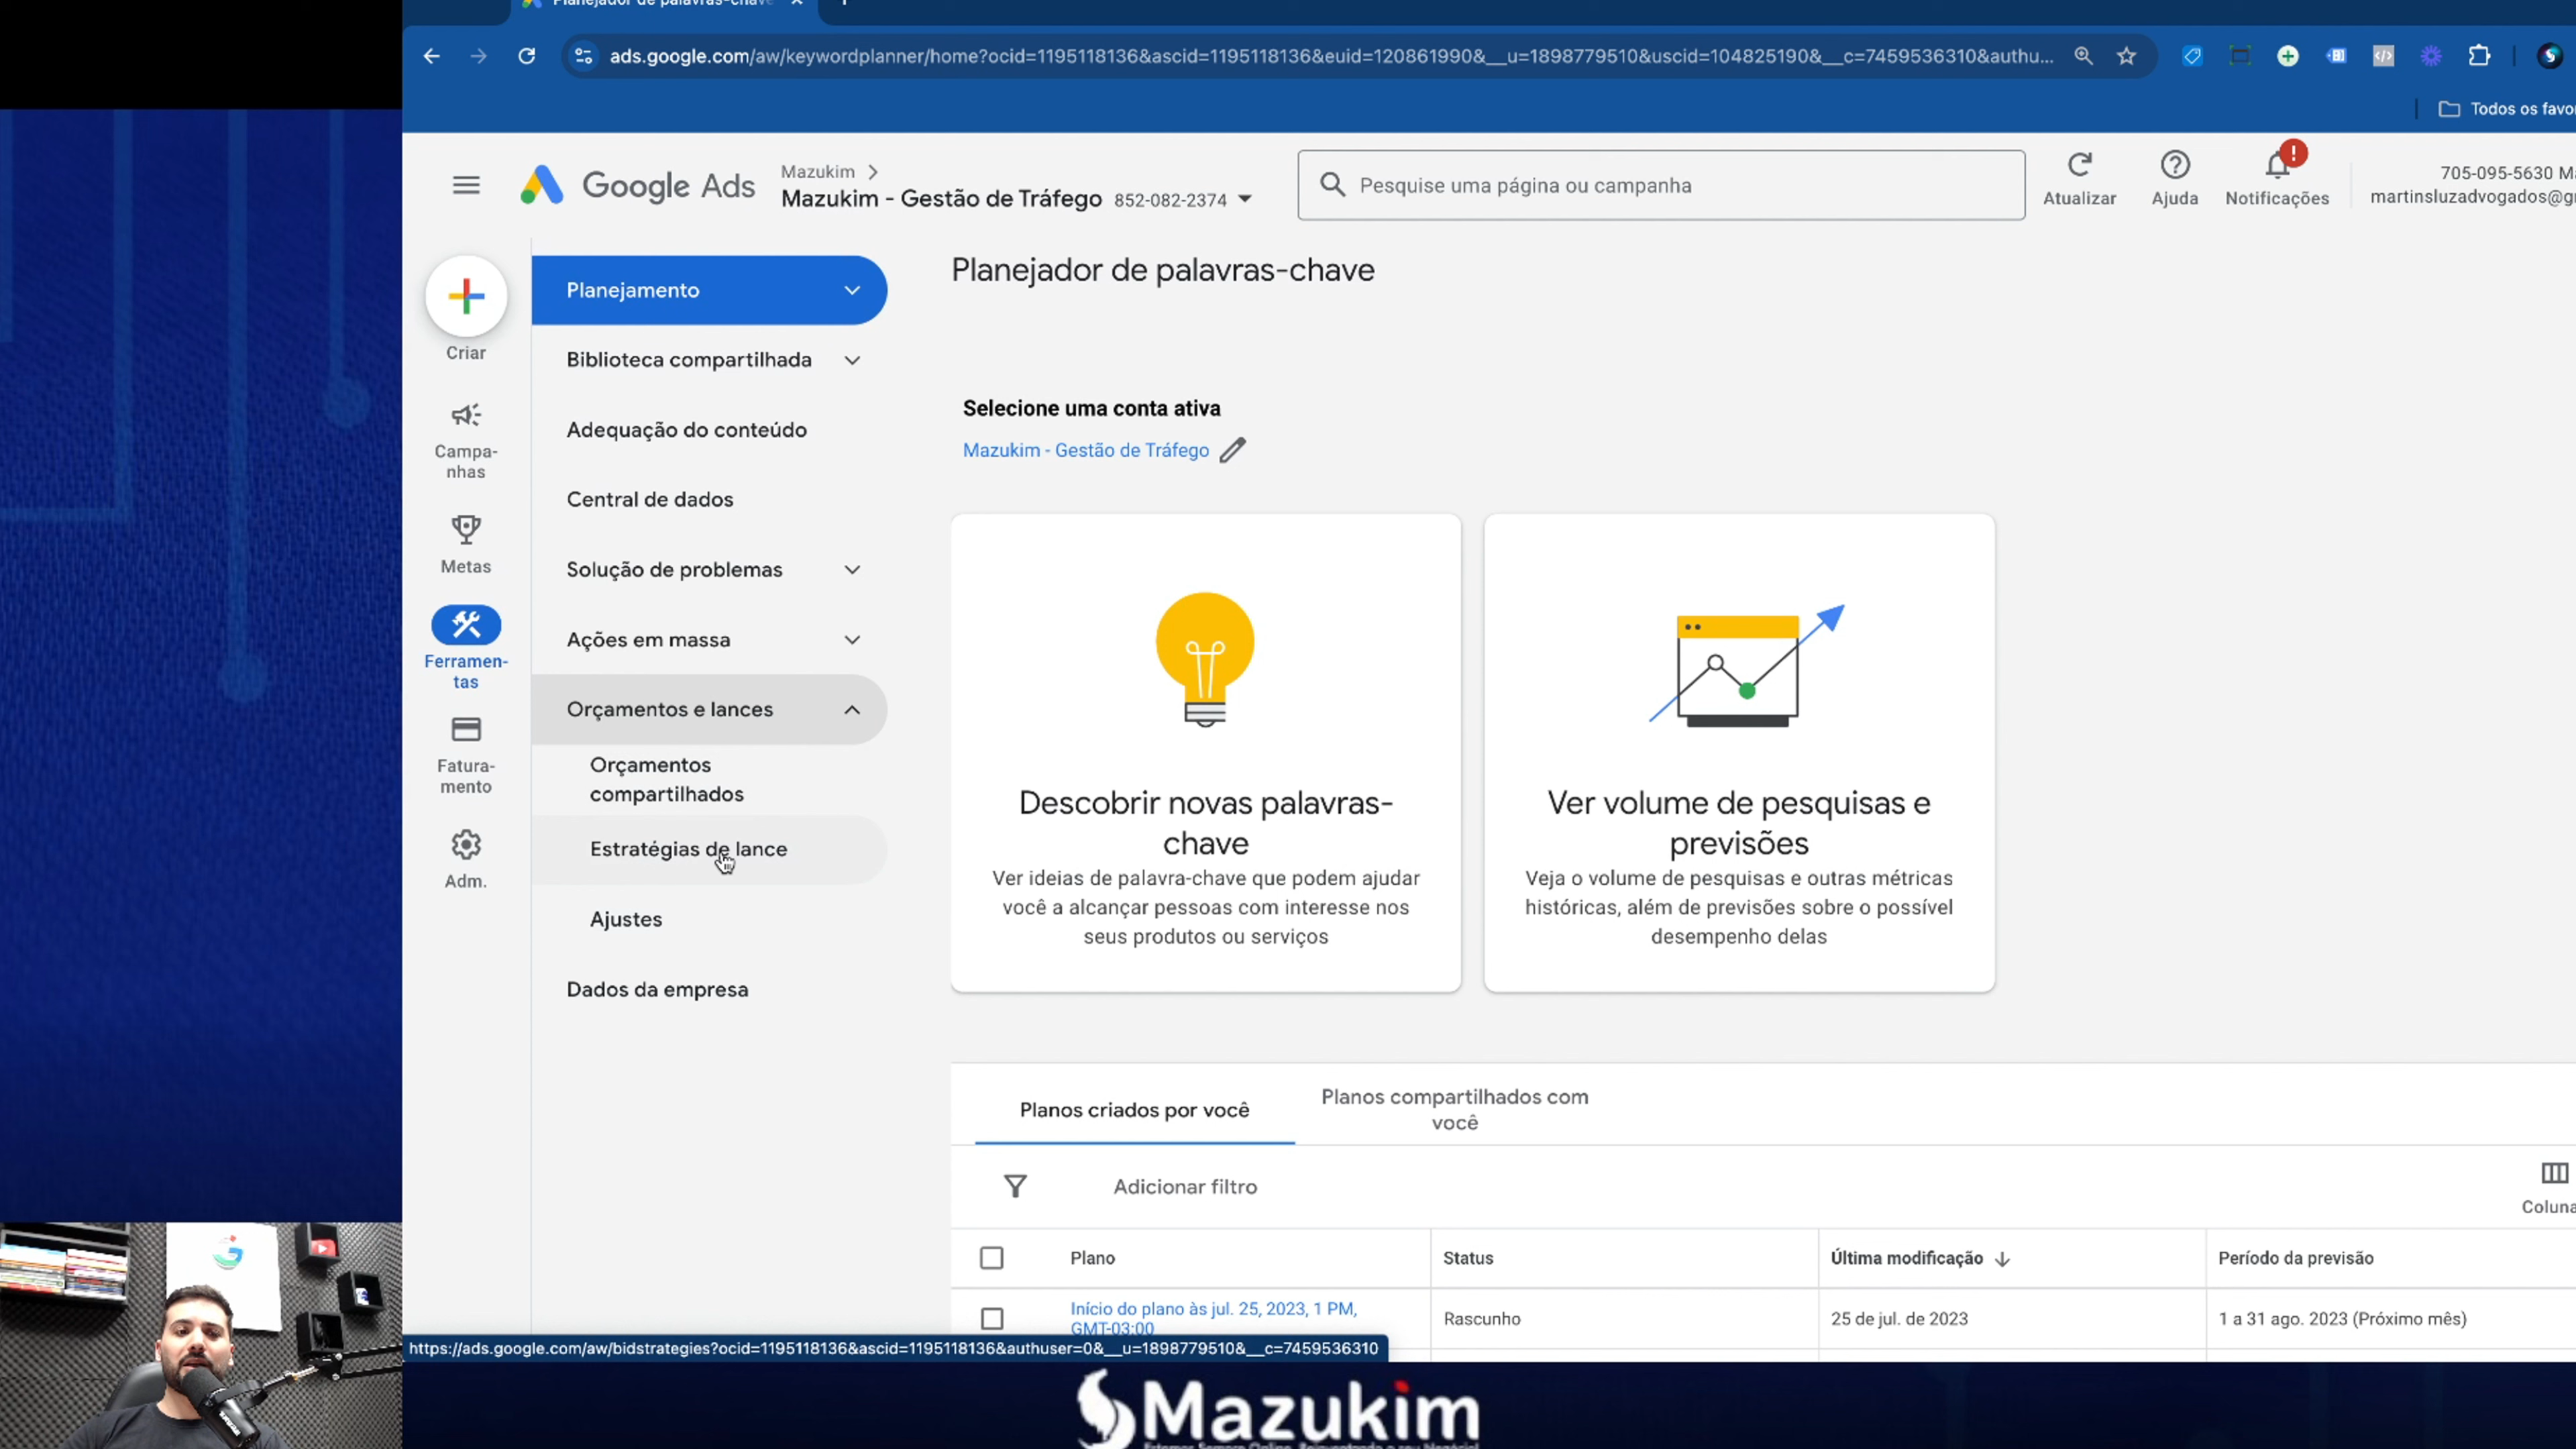 Planejador de palavras-chave
ads.google.com/aw/keywordplanner/home?ocid=1195118136&ascid=1195118136&euid=120861990&__u=1898779510&uscid=104825190&__c=7459536310&authu...
Todos os favo
Google Ads
Mazukim
Mazukim - Gestão de Tráfego 852-082-2374
Pesquise uma página ou campanha
Atualizar
Ajuda
Notificações
705-095-5630 Ma
martinsluzadvogados@g
Criar
Campa-
nhas
Metas
Ferramen-
tas
Fatura-
mento
Adm.
Planejamento
Biblioteca compartilhada
Adequação do conteúdo
Central de dados
Solução de problemas
Ações em massa
Orçamentos e lances
Orçamentos
compartilhados
Estratégias de lance
Ajustes
Dados da empresa
Planejador de palavras-chave
Selecione uma conta ativa
Mazukim - Gestão de Tráfego
Descobrir novas palavras-
chave
Ver ideias de palavra-chave que podem ajudar
você a alcançar pessoas com interesse nos
seus produtos ou serviços
Ver volume de pesquisas e
previsões
Veja o volume de pesquisas e outras métricas
históricas, além de previsões sobre o possível
desempenho delas
Planos criados por você
Planos compartilhados com
você
Adicionar filtro
Coluna
Plano
Status
Última modificação
Período da previsão
Início do plano às jul. 25, 2023, 1 PM,
GMT-03:00
Rascunho
25 de jul. de 2023
1 a 31 ago. 2023 (Próximo mês)
https://ads.google.com/aw/bidstrategies?ocid=1195118136&ascid=1195118136&authuser=0&__u=1898779510&__c=7459536310
Mazukim